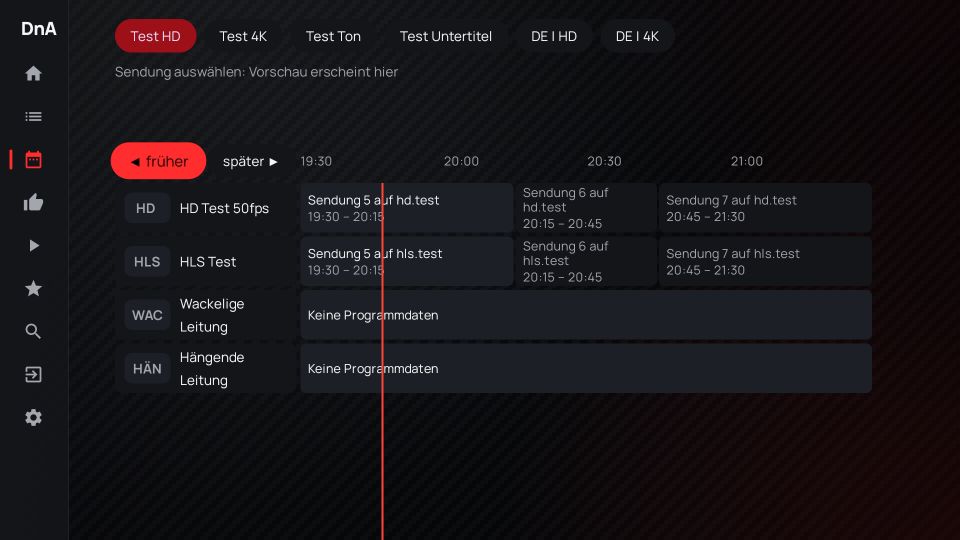 DnA
Test HD
Test 4K
Test Ton
Test Untertitel
DE | HD
DE | 4K
Sendung auswählen: Vorschau erscheint hier
◄ früher
später ►
19:30
20:00
20:30
21:00
HD
HD Test 50fps
Sendung 5 auf hd.test
19:30 – 20:15
Sendung 6 auf
hd.test
20:15 – 20:45
Sendung 7 auf hd.test
20:45 – 21:30
HLS
HLS Test
Sendung 5 auf hls.test
19:30 – 20:15
Sendung 6 auf
hls.test
20:15 – 20:45
Sendung 7 auf hls.test
20:45 – 21:30
WAC
Wackelige
Leitung
Keine Programmdaten
HÄN
Hängende
Leitung
Keine Programmdaten